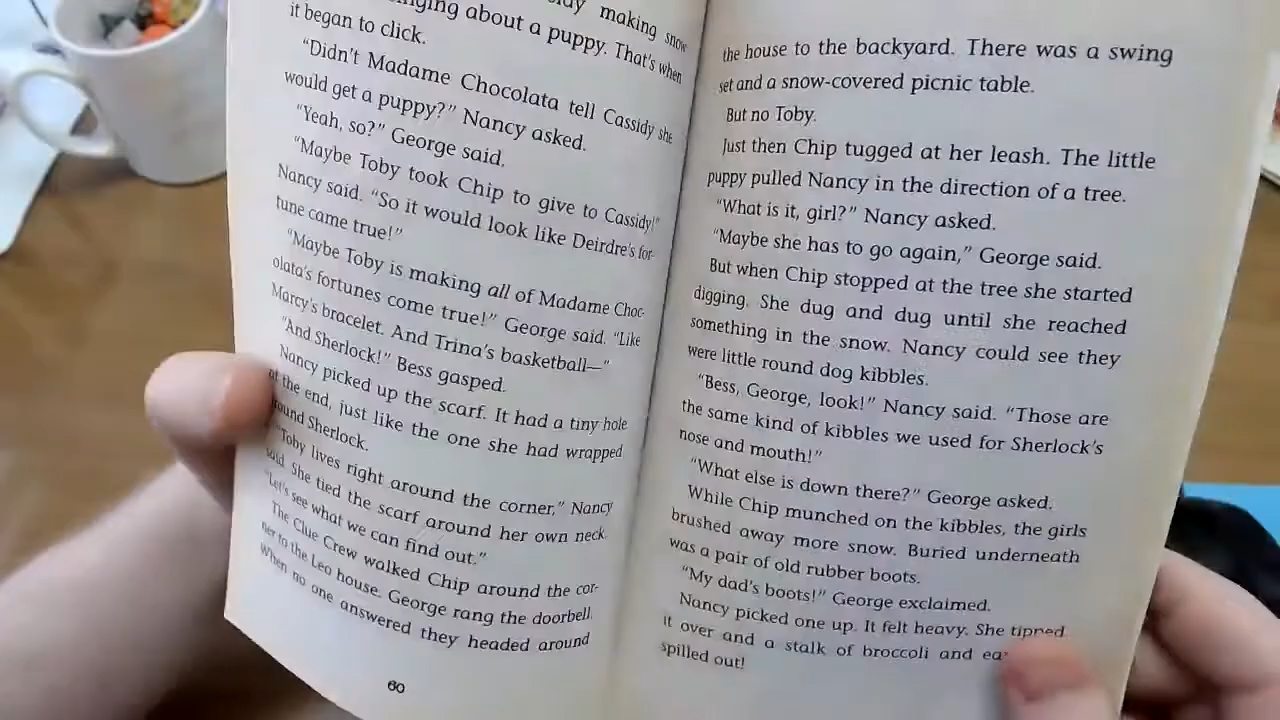 making snow
about a puppy. That's when
it began to click.
"Didn't Madame Chocolata tell Cassidy she
would get a puppy?" Nancy asked.
"Yeah, so?" George said.
"Maybe Toby took Chip to give to Cassidy!"
Nancy said. "So it would look like Deirdre's for-
tune came true!"
"Maybe Toby is making all of Madame Choc-
olata's fortunes come true!" George said. "Like
Marcy's bracelet. And Trina's basketball—"
"And Sherlock!" Bess gasped.
Nancy picked up the scarf. It had a tiny hole
at the end, just like the one she had wrapped
around Sherlock.
"Toby lives right around the corner," Nancy
said. She tied the scarf around her own neck.
"Let's see what we can find out."
The Clue Crew walked Chip around the cor-
ner to the Leo house. George rang the doorbell.
When no one answered they headed around
60
the house to the backyard. There was a swing
set and a snow-covered picnic table.
But no Toby.
Just then Chip tugged at her leash. The little
puppy pulled Nancy in the direction of a tree.
"What is it, girl?" Nancy asked.
"Maybe she has to go again," George said.
But when Chip stopped at the tree she started
digging. She dug and dug until she reached
something in the snow. Nancy could see they
were little round dog kibbles.
"Bess, George, look!" Nancy said. "Those are
the same kind of kibbles we used for Sherlock's
nose and mouth!"
"What else is down there?" George asked.
While Chip munched on the kibbles, the girls
brushed away more snow. Buried underneath
was a pair of old rubber boots.
"My dad's boots!" George exclaimed.
Nancy picked one up. It felt heavy. She tipped
it over and a stalk of broccoli and
spilled out!